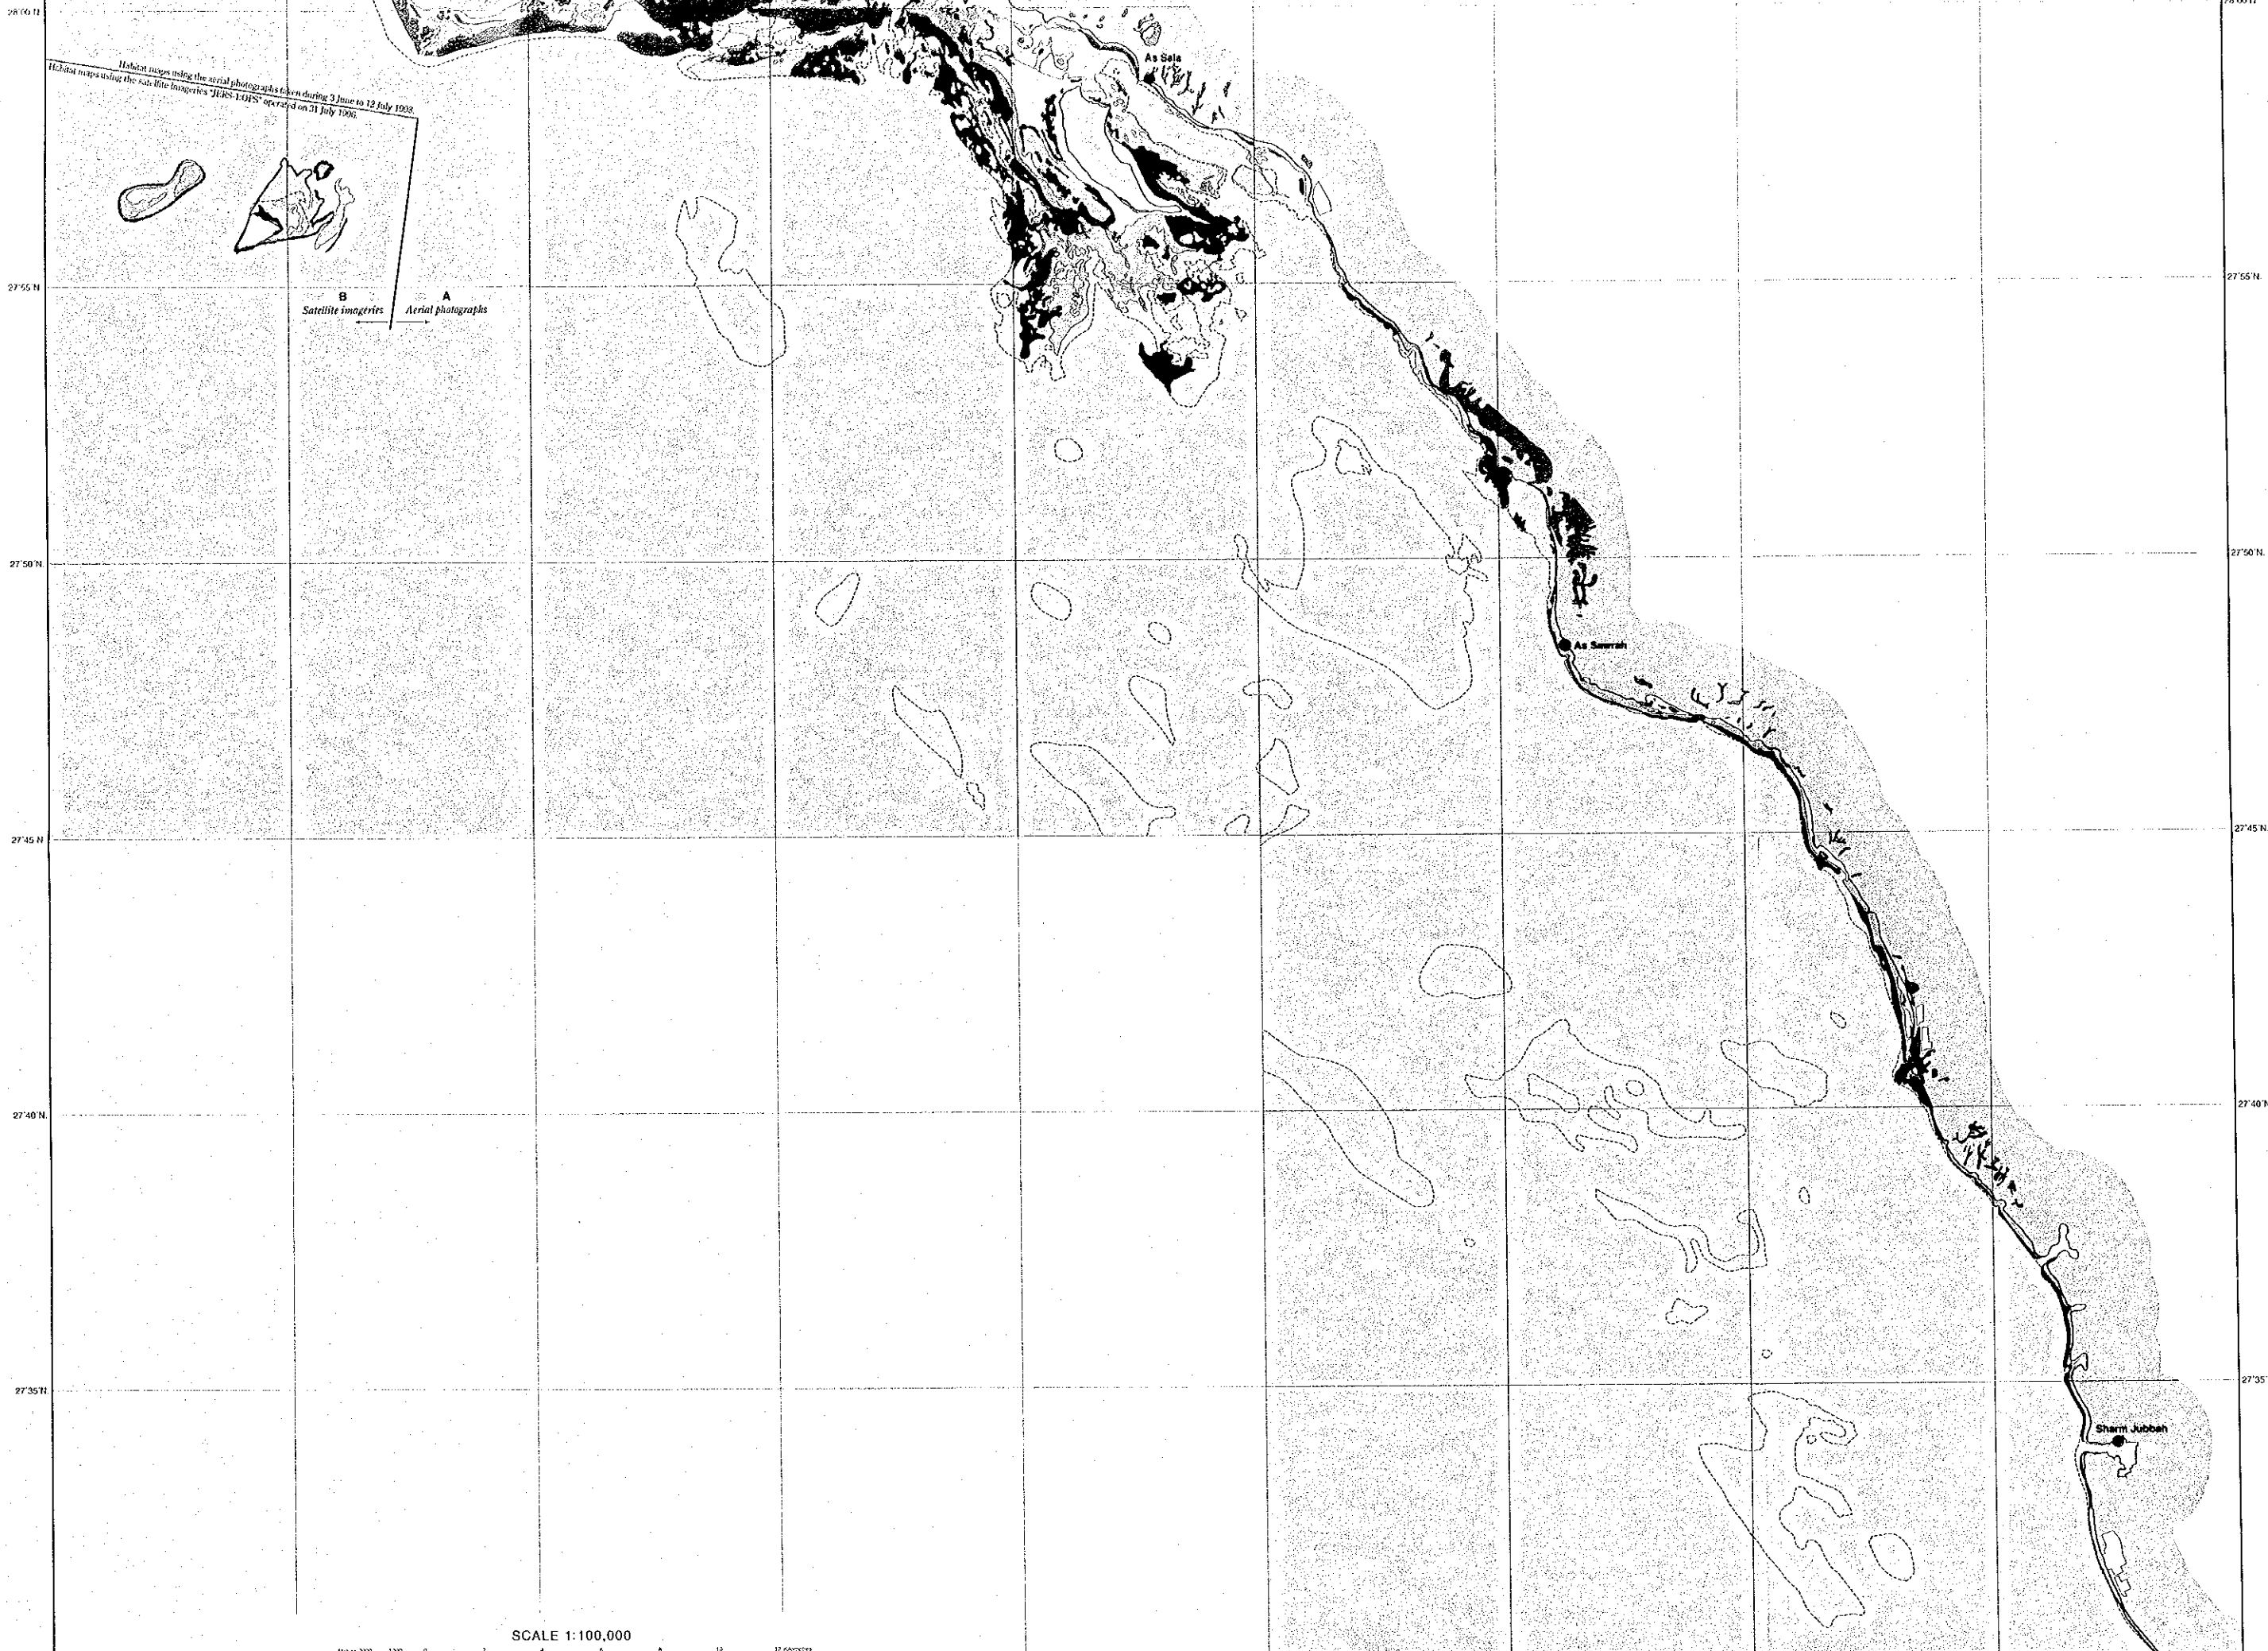 28°00'N
28°00'N
Habitat maps using the aerial photographs taken during 3 June to 12 July 1993.
Habitat maps using the satellite imageries "JERS-1:OPS" operated on 31 July 1996.
As Sala
27°55'N
27°55'N.
B
A
Satellite imageries
Aerial photographs
27°50'N.
27°50'N.
As Sawrah
27°45'N
27°45'N.
27°40'N.
27°40'N
27°35'N.
27°35'
Sharm Jubbah
SCALE 1:100,000